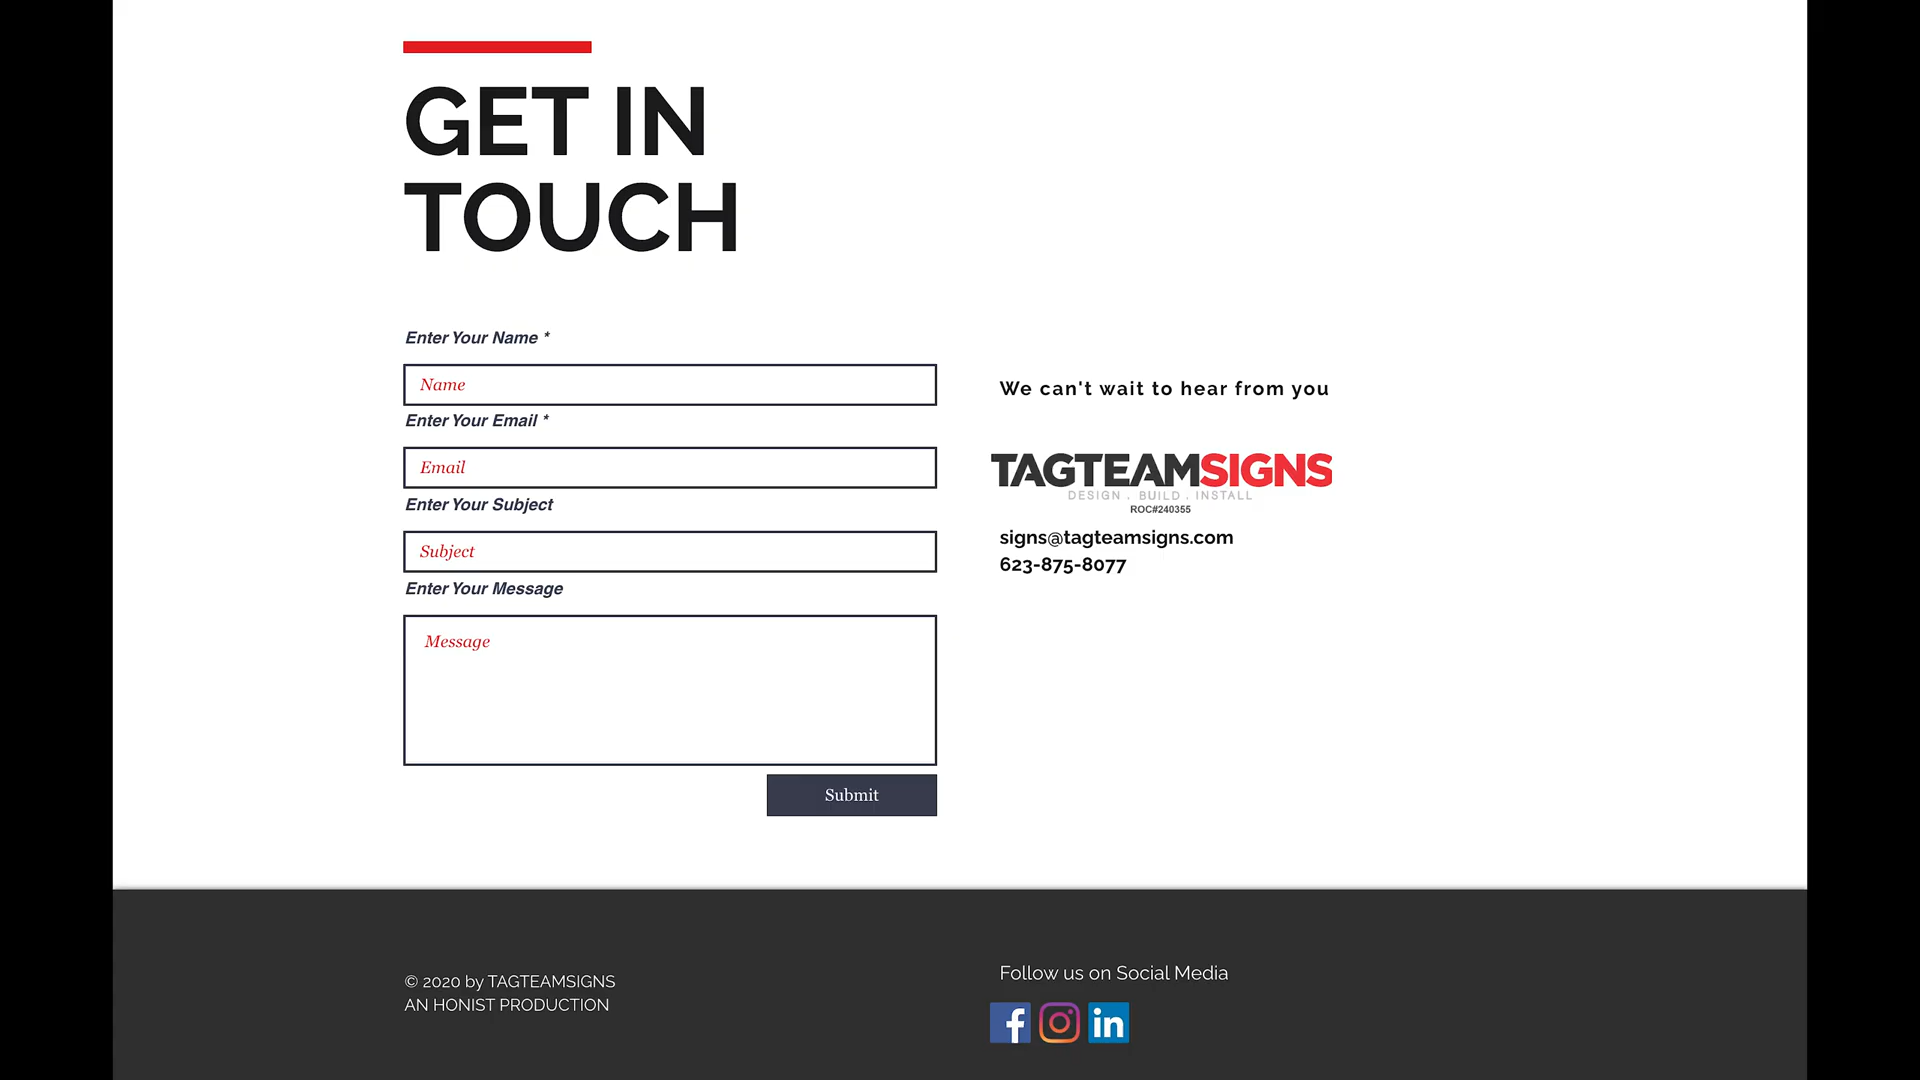 GET IN
TOUCH
Enter Your Name *
Name
Enter Your Email *
Email
Enter Your Subject
Subject
Enter Your Message
Message
Submit
We can't wait to hear from you
TAGTEAMSIGNS
DESIGN . BUILD . INSTALL
ROC#240355
signs@tagteamsigns.com
623-875-8077
© 2020 by TAGTEAMSIGNS
AN HONIST PRODUCTION
Follow us on Social Media
f
in